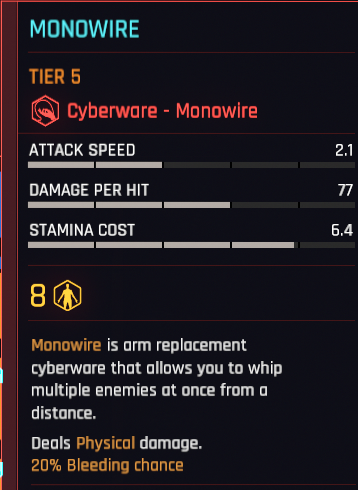 MONOWIRE
TIER 5
Cyberware - Monowire
ATTACK SPEED 2.1
DAMAGE PER HIT 77
STAMINA COST 6.4
8
Monowire is arm replacement
cyberware that allows you to whip
multiple enemies at once from a
distance.
Deals Physical damage.
20% Bleeding chance